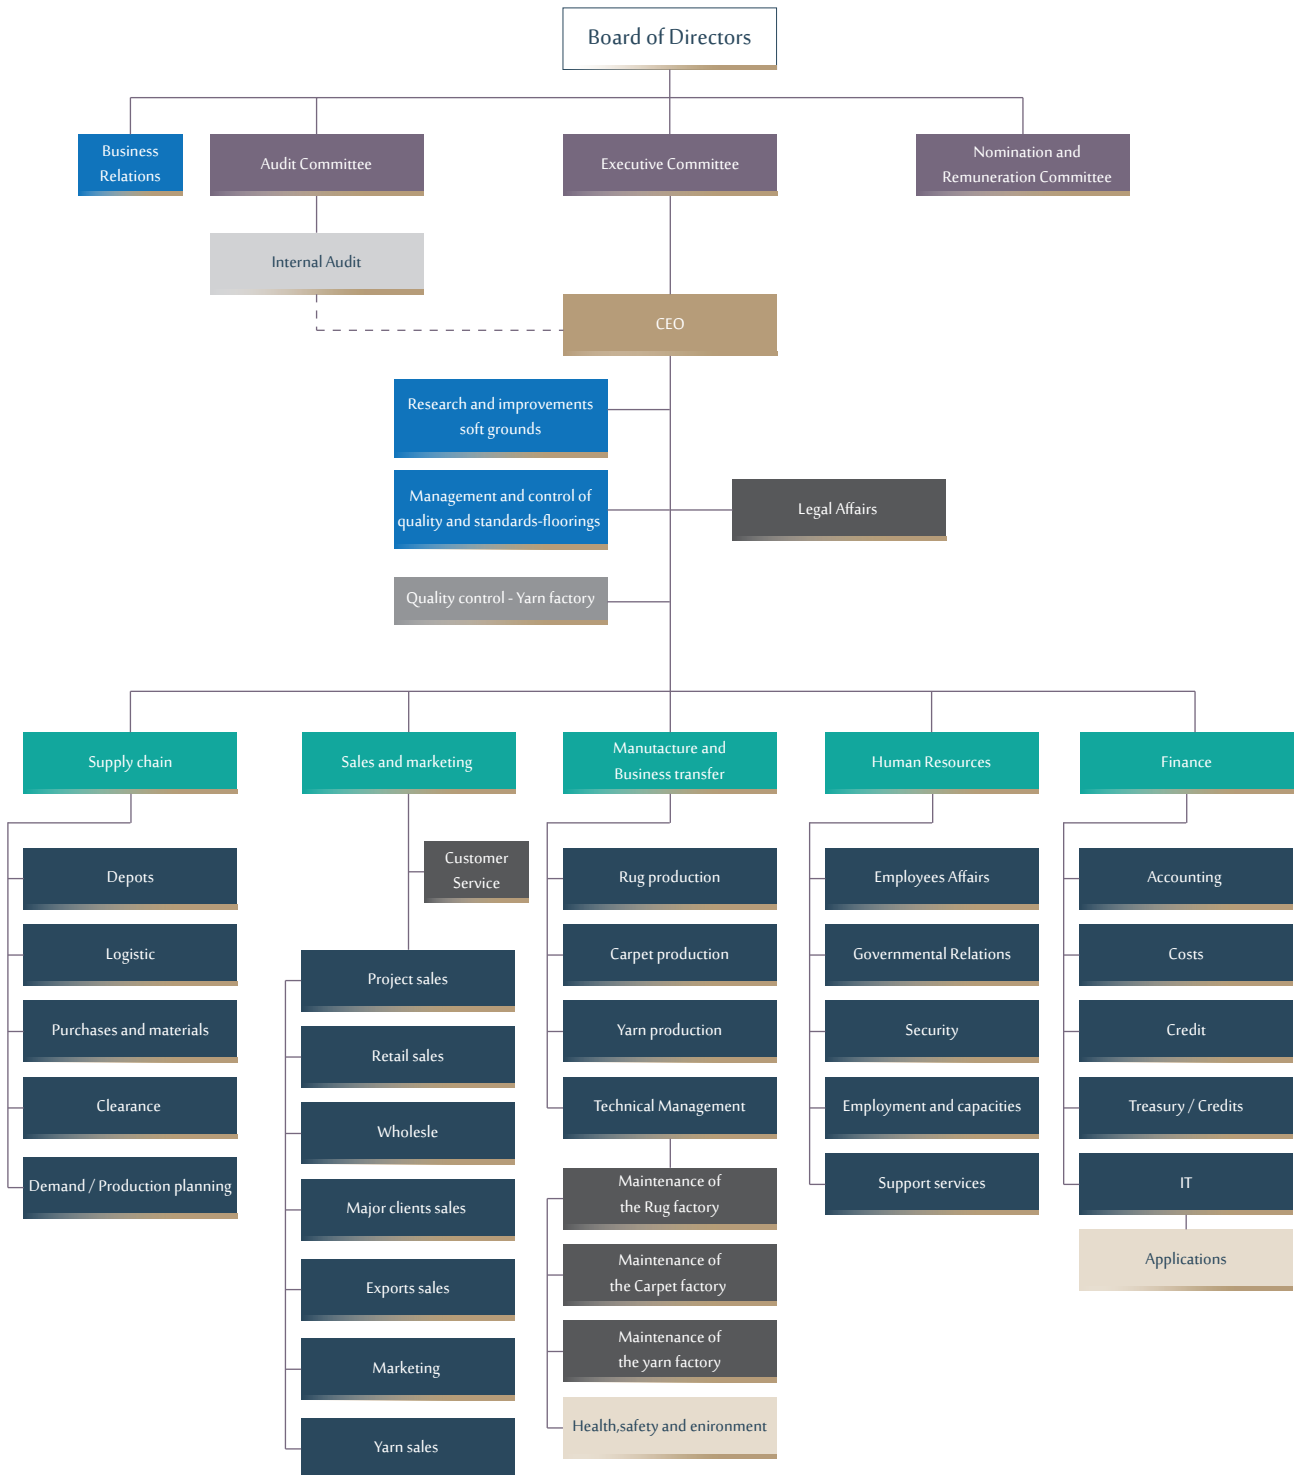 Board of Directors
Business
Relations
Audit Committee
Executive Committee
Nomination and
Remuneration Committee
Internal Audit
CEO
Research and improvements
soft grounds
Management and control of
quality and standards-floorings
Legal Affairs
Quality control - Yarn factory
Supply chain
Sales and marketing
Manutacture and
Business transfer
Human Resources
Finance
Depots
Logistic
Purchases and materials
Clearance
Demand / Production planning
Customer
Service
Project sales
Retail sales
Wholesle
Major clients sales
Exports sales
Marketing
Yarn sales
Rug production
Carpet production
Yarn production
Technical Management
Maintenance of
the Rug factory
Maintenance of
the Carpet factory
Maintenance of
the yarn factory
Health,safety and enironment
Employees Affairs
Governmental Relations
Security
Employment and capacities
Support services
Accounting
Costs
Credit
Treasury / Credits
IT
Applications